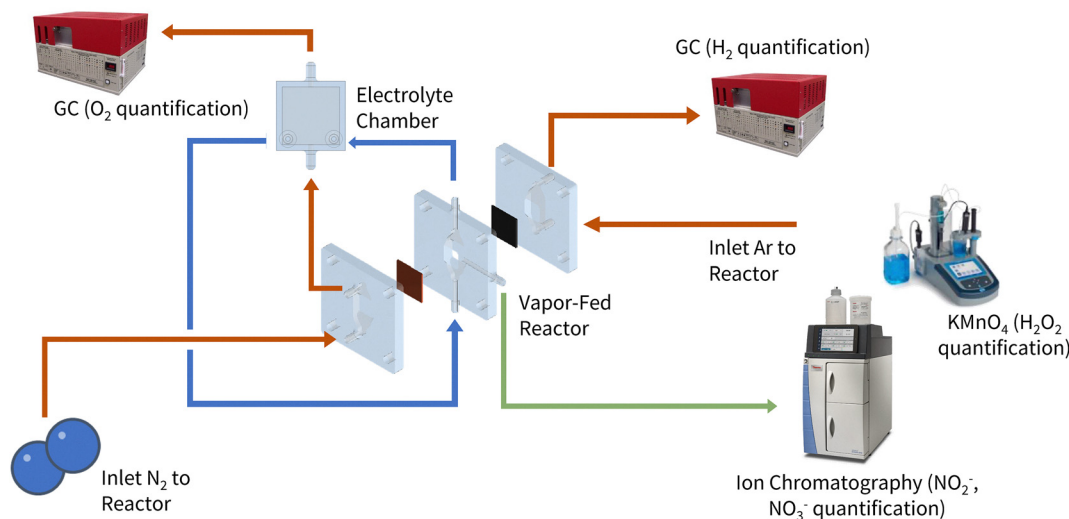 GC (O₂ quantification)
Electrolyte
Chamber
GC (H₂ quantification)
Inlet Ar to
Reactor
Vapor-Fed
Reactor
KMnO₄ (H₂O₂
quantification)
Inlet N₂ to
Reactor
Ion Chromatography (NO₂⁻,
NO₃⁻ quantification)